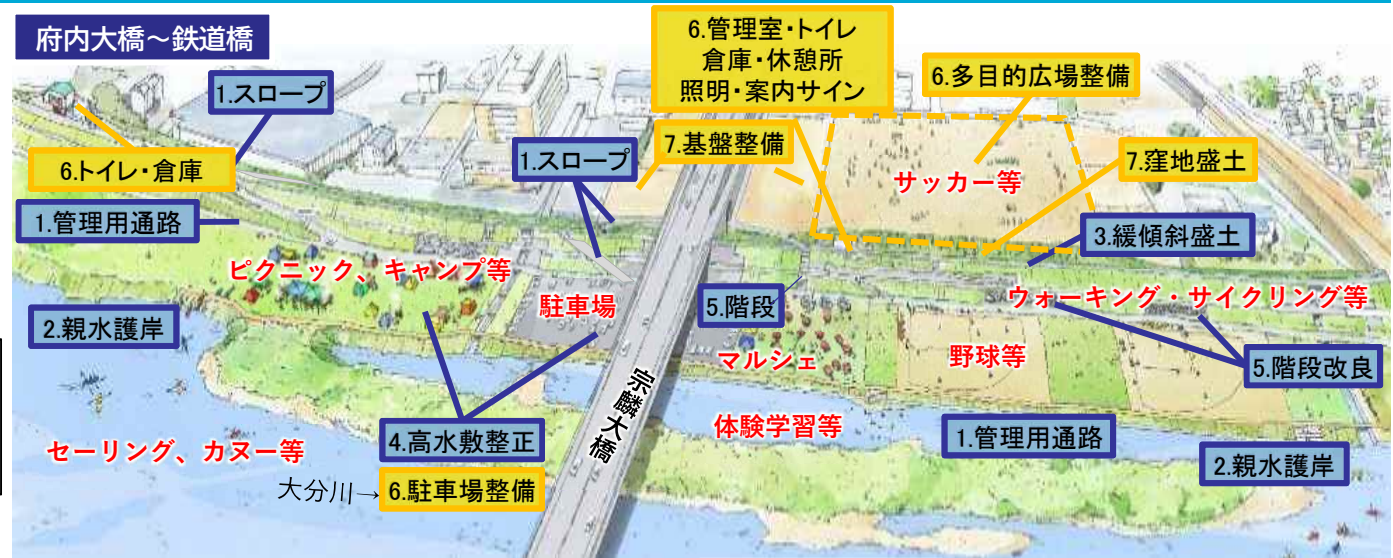 府内大橋～鉄道橋
6.管理室・トイレ
倉庫・休憩所
照明・案内サイン
1.スロープ
6.多目的広場整備
6.トイレ・倉庫
1.スロープ
7.基盤整備
サッカー等
7.窪地盛土
1.管理用通路
3.緩傾斜盛土
ピクニック、キャンプ等
駐車場
5.階段
ウォーキング・サイクリング等
2.親水護岸
マルシェ
野球等
5.階段改良
宗麟大橋
4.高水敷整正
体験学習等
1.管理用通路
セーリング、カヌー等
2.親水護岸
大分川→
6.駐車場整備